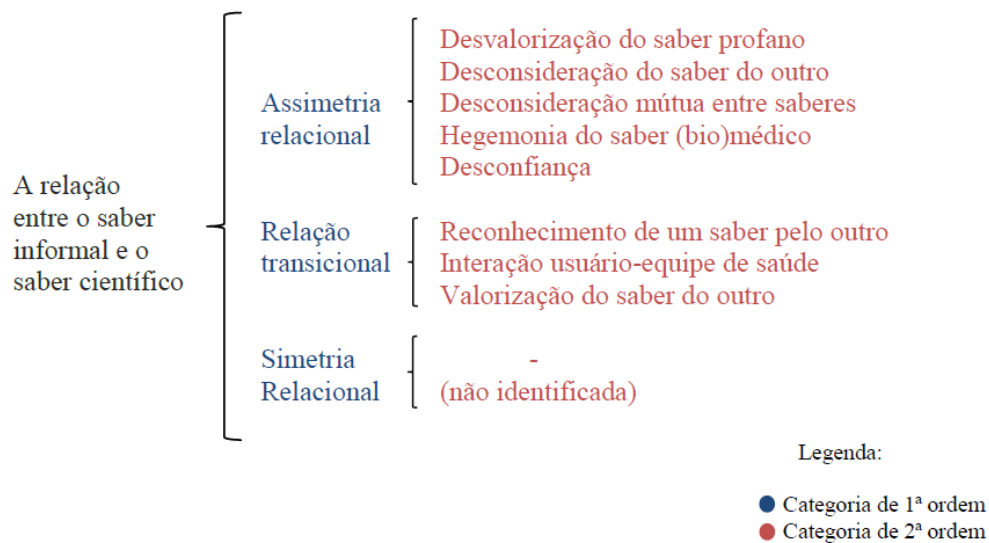 A relação
entre o saber
informal e o
saber científico
Assimetria
relacional
Desvalorização do saber profano
Desconsideração do saber do outro
Desconsideração mútua entre saberes
Hegemonia do saber (bio)médico
Desconfiança
Relação
transicional
Reconhecimento de um saber pelo outro
Interação usuário-equipe de saúde
Valorização do saber do outro
Simetria
Relacional
-
(não identificada)
Legenda:
Categoria de 1ª ordem
Categoria de 2ª ordem